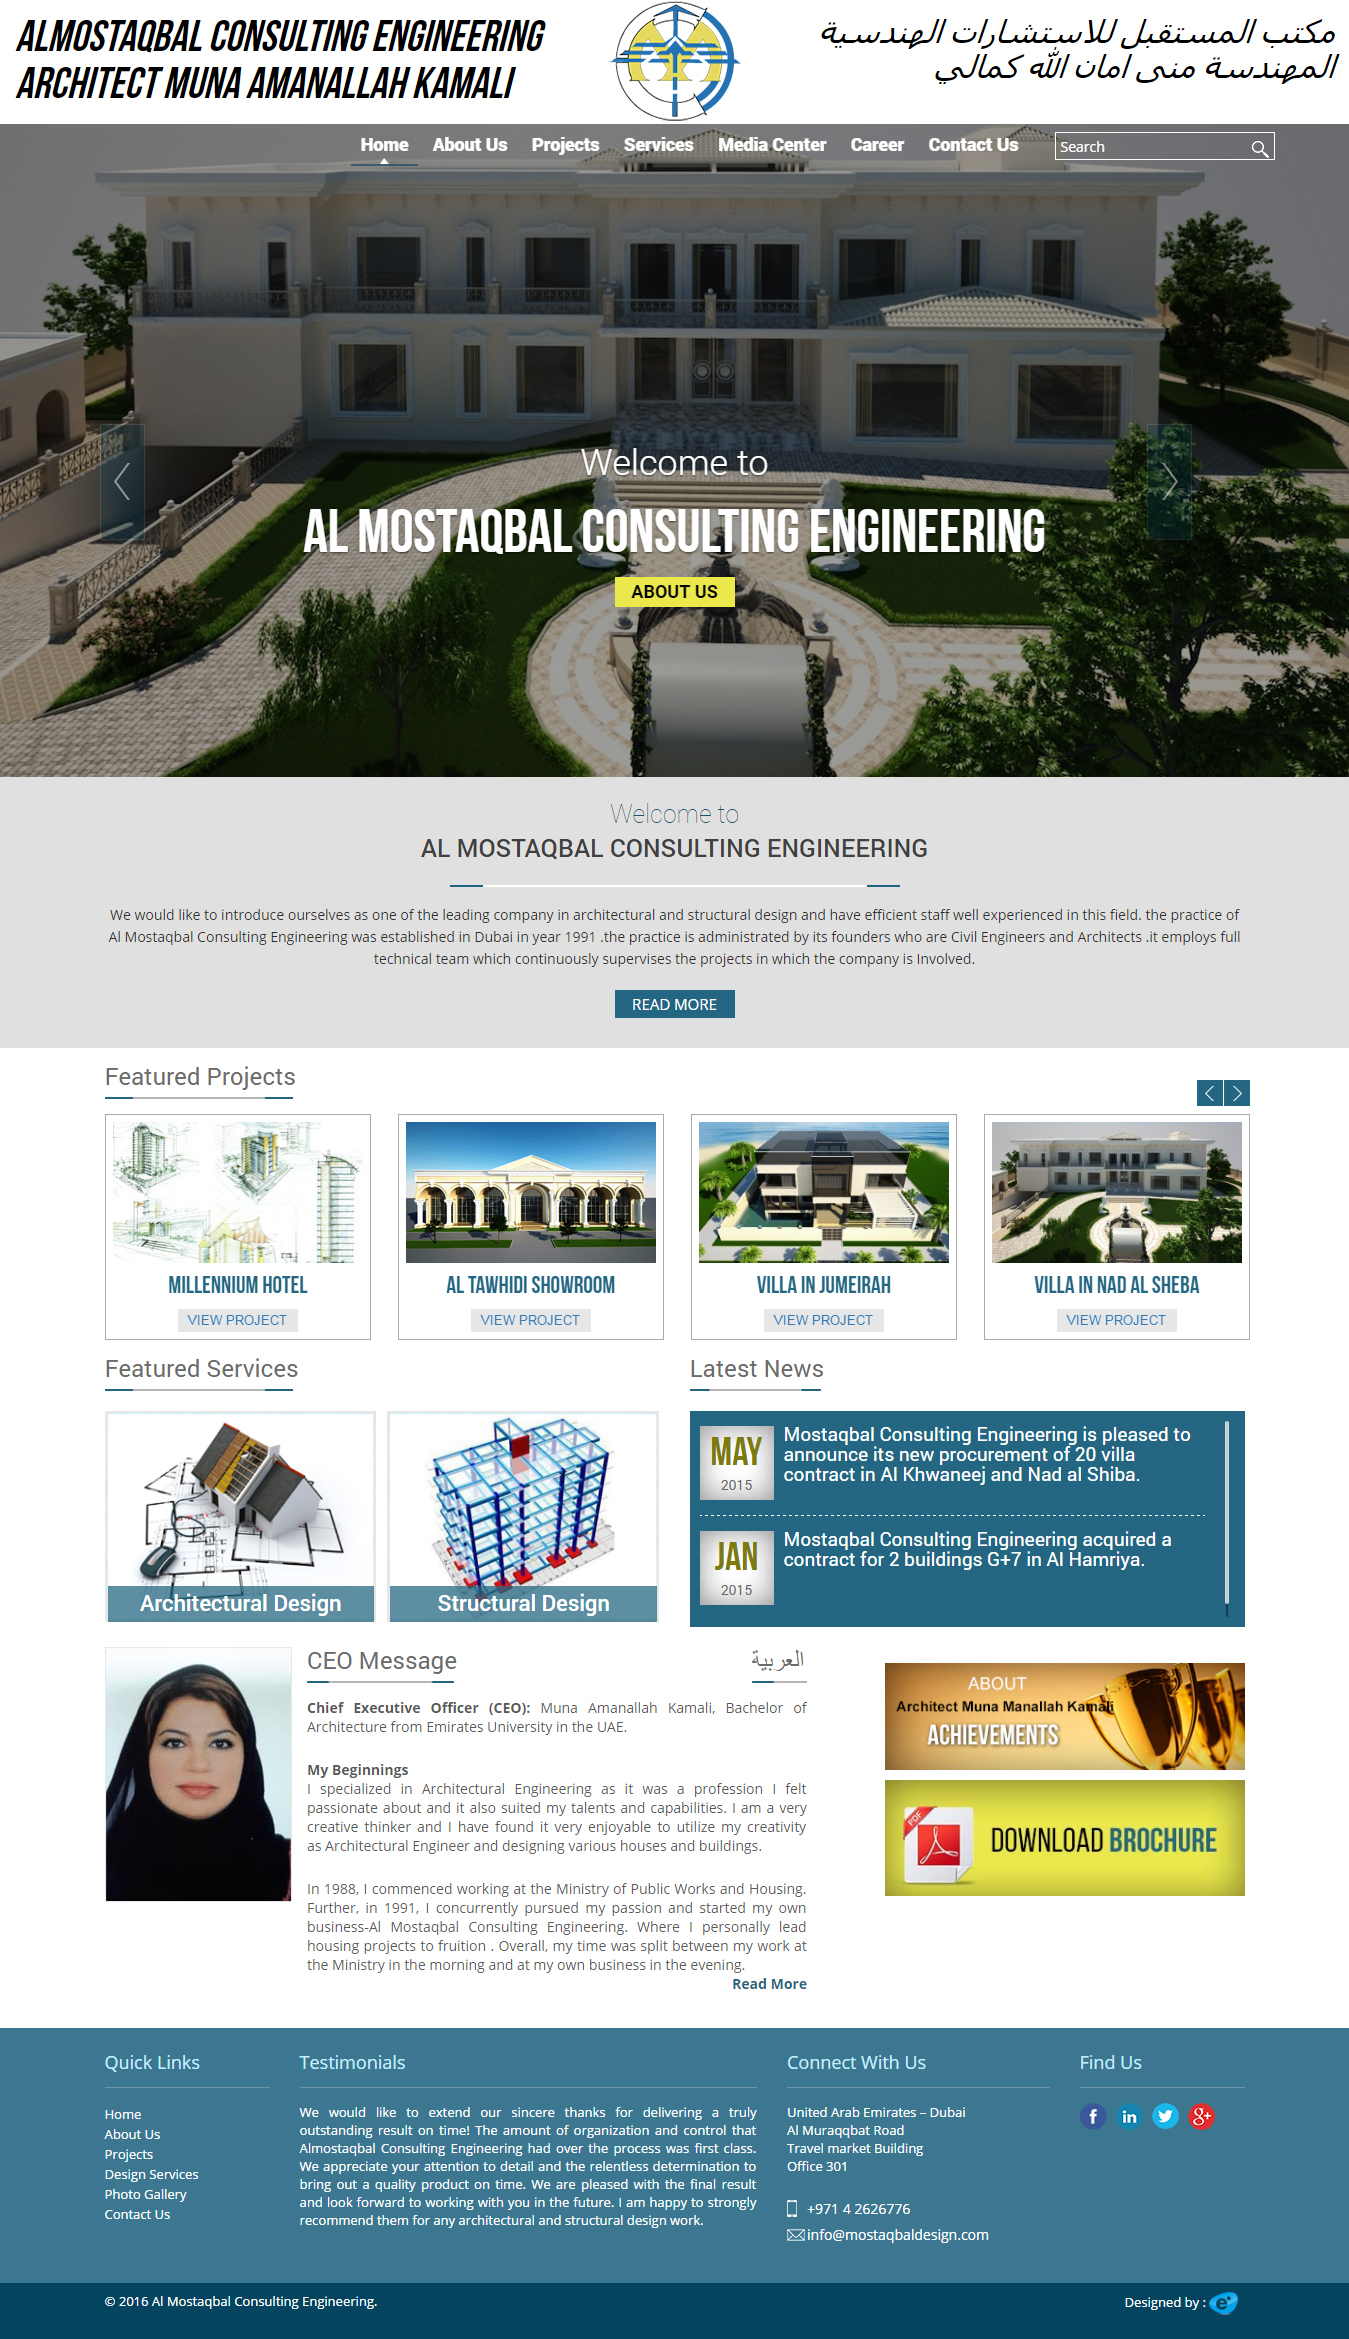 ALMOSTAQBAL CONSULTING ENGINEERING
ARCHITECT MUNA AMANALLAH KAMALI
مكتب المستقبل للاستشارات الهندسية
المهندسة منى امان الله كمالي
Home About Us Projects Services Media Center Career Contact Us Search
Welcome to
AL MOSTAQBAL CONSULTING ENGINEERING
ABOUT US
Welcome to
AL MOSTAQBAL CONSULTING ENGINEERING
We would like to introduce ourselves as one of the leading company in architectural and structural design and have efficient staff well experienced in this field. the practice of
Al Mostaqbal Consulting Engineering was established in Dubai in year 1991 .the practice is administrated by its founders who are Civil Engineers and Architects .it employs full
technical team which continuously supervises the projects in which the company is Involved.
READ MORE
Featured Projects
MILLENNIUM HOTEL
VIEW PROJECT
AL TAWHIDI SHOWROOM
VIEW PROJECT
VILLA IN JUMEIRAH
VIEW PROJECT
VILLA IN NAD AL SHEBA
VIEW PROJECT
Featured Services
Architectural Design
Structural Design
Latest News
MAY
2015
Mostaqbal Consulting Engineering is pleased to
announce its new procurement of 20 villa
contract in Al Khwaneej and Nad al Shiba.
JAN
2015
Mostaqbal Consulting Engineering acquired a
contract for 2 buildings G+7 in Al Hamriya.
CEO Message
العربية
Chief Executive Officer (CEO): Muna Amanallah Kamali, Bachelor of
Architecture from Emirates University in the UAE.
My Beginnings
I specialized in Architectural Engineering as it was a profession I felt
passionate about and it also suited my talents and capabilities. I am a very
creative thinker and I have found it very enjoyable to utilize my creativity
as Architectural Engineer and designing various houses and buildings.
In 1988, I commenced working at the Ministry of Public Works and Housing.
Further, in 1991, I concurrently pursued my passion and started my own
business-Al Mostaqbal Consulting Engineering. Where I personally lead
housing projects to fruition . Overall, my time was split between my work at
the Ministry in the morning and at my own business in the evening.
Read More
ABOUT
Architect Muna Manallah Kamali
ACHIEVEMENTS
PDF
DOWNLOAD BROCHURE
Quick Links
Home
About Us
Projects
Design Services
Photo Gallery
Contact Us
Testimonials
We would like to extend our sincere thanks for delivering a truly
outstanding result on time! The amount of organization and control that
Almostaqbal Consulting Engineering had over the process was first class.
We appreciate your attention to detail and the relentless determination to
bring out a quality product on time. We are pleased with the final result
and look forward to working with you in the future. I am happy to strongly
recommend them for any architectural and structural design work.
Connect With Us
United Arab Emirates – Dubai
Al Muraqqbat Road
Travel market Building
Office 301
+971 4 2626776
info@mostaqbaldesign.com
Find Us
f in g+
© 2016 Al Mostaqbal Consulting Engineering.
Designed by : e